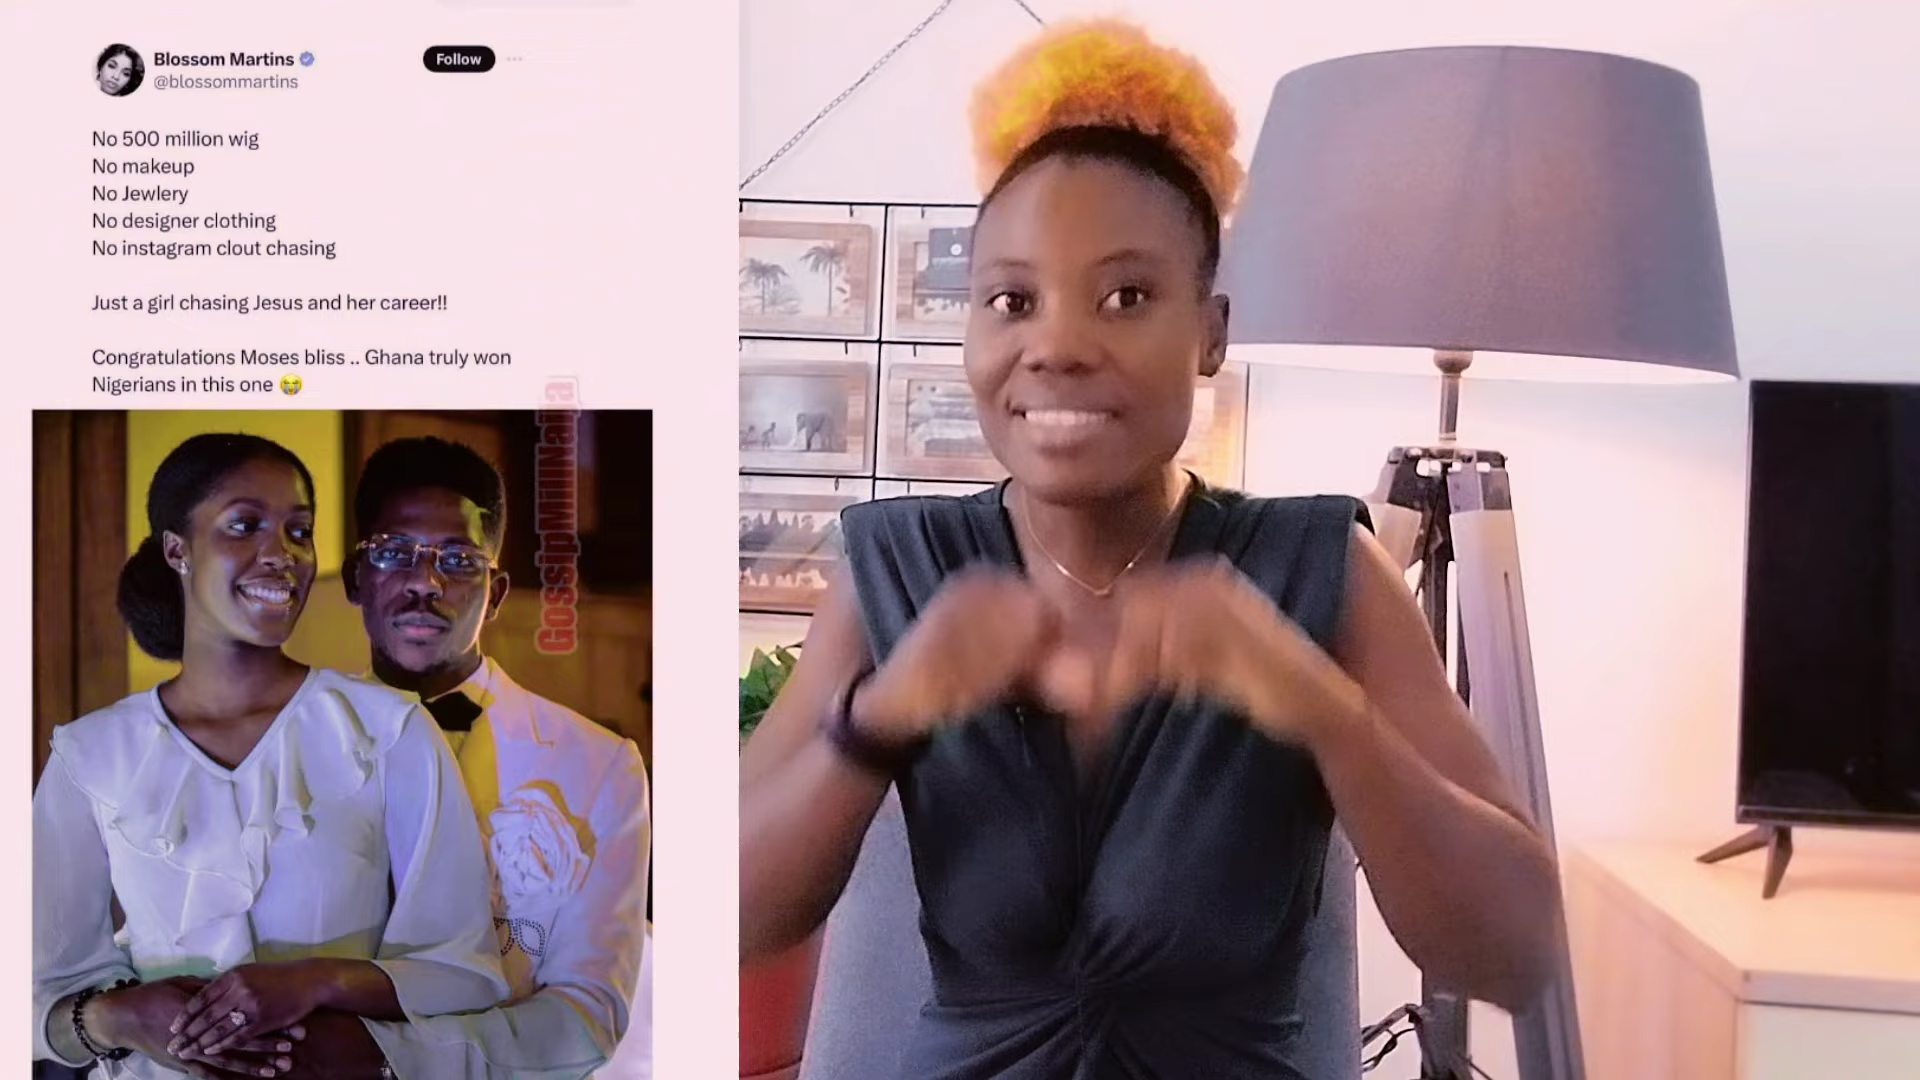 Blossom Martins
Follow
@blossommartins
No 500 million wig
No makeup
No Jewlery
No designer clothing
No instagram clout chasing
Just a girl chasing Jesus and her career!!
Congratulations Moses bliss .. Ghana truly won
Nigerians in this one 😭
GossipMillNaija